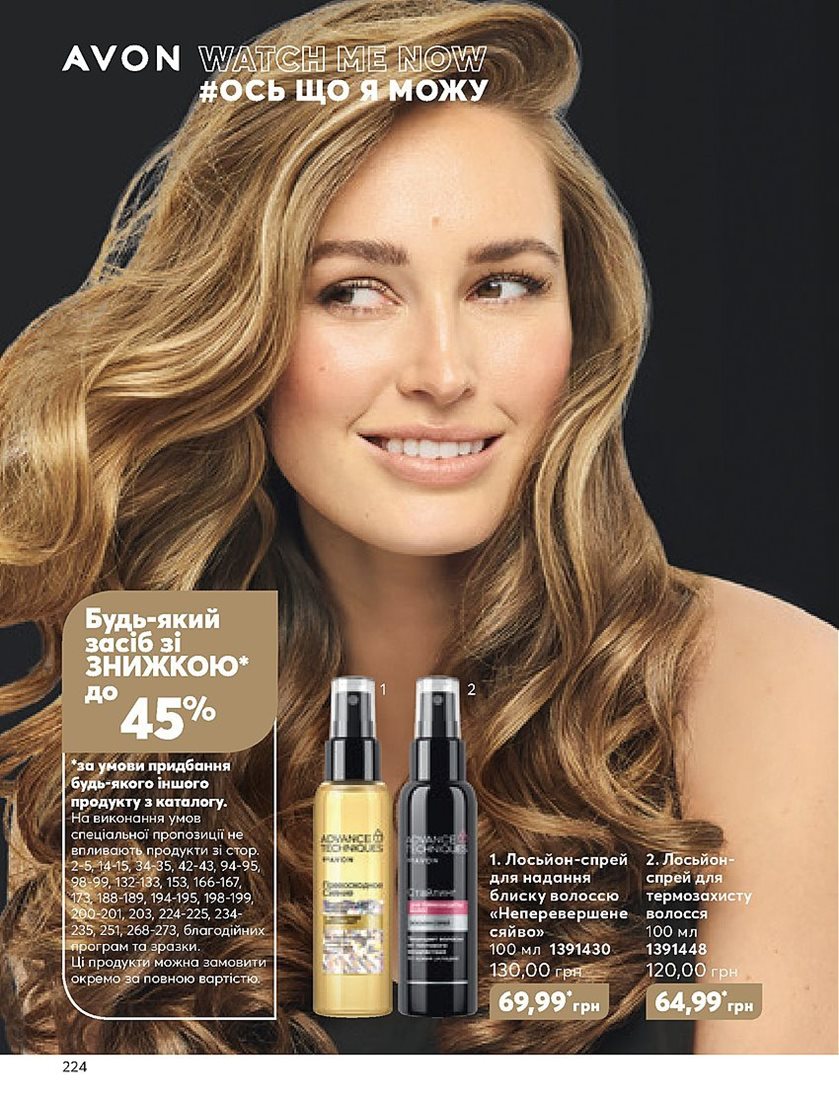 AVON WATCH ME NOW
#ОСЬ ЩО Я МОЖУ
Будь-який
засіб зі
ЗНИЖКОЮ*
до
45%
*за умови придбання
будь-якого іншого
продукту з каталогу.
На виконання умов
спеціальної пропозиції не
впливають продукти зі стор.
2-5, 14-15, 34-35, 42-43, 94-95,
98-99, 132-133, 153, 166-167,
173, 188-189, 194-195, 198-199,
200-201, 203, 224-225, 234-
235, 251, 268-273, благодійних
програм та зразки.
Ці продукти можна замовити
окремо за повною вартістю.
1
2
ADVANCE
TECHNIQUES
AVON
Превосходное
Сияние
ADVANCE
TECHNIQUES
AVON
Стайлинг
1. Лосьйон-спрей
для надання
блиску волоссю
«Неперевершене
сяйво»
100 мл 1391430
130,00 грн
69,99* грн
2. Лосьйон-
спрей для
термозахисту
волосся
100 мл
1391448
120,00 грн
64,99* грн
224